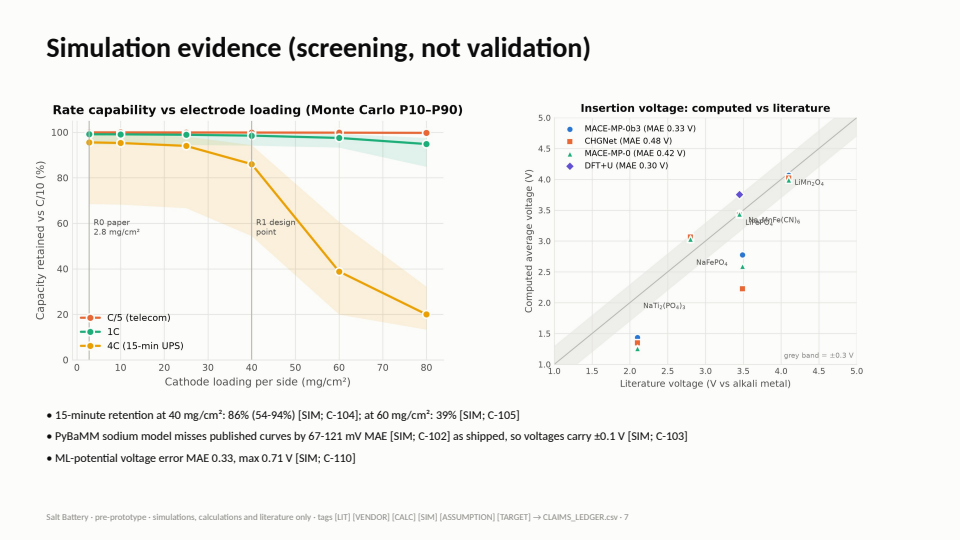 Simulation evidence (screening, not validation)
Rate capability vs electrode loading (Monte Carlo P10–P90)
Capacity retained vs C/10 (%)
100
80
60
40
20
0
R0 paper
2.8 mg/cm²
R1 design
point
C/5 (telecom)
1C
4C (15-min UPS)
0 10 20 30 40 50 60 70 80
Cathode loading per side (mg/cm²)
Insertion voltage: computed vs literature
Computed average voltage (V)
5.0
4.5
4.0
3.5
3.0
2.5
2.0
1.5
1.0
MACE-MP-0b3 (MAE 0.33 V)
CHGNet (MAE 0.48 V)
MACE-MP-0 (MAE 0.42 V)
DFT+U (MAE 0.30 V)
LiMn₂O₄
LiFePO₄
NaFePO₄
NaTi₂(PO₄)₃
grey band = ±0.3 V
1.0 1.5 2.0 2.5 3.0 3.5 4.0 4.5 5.0
Literature voltage (V vs alkali metal)
• 15-minute retention at 40 mg/cm²: 86% (54-94%) [SIM; C-104]; at 60 mg/cm²: 39% [SIM; C-105]
• PyBaMM sodium model misses published curves by 67-121 mV MAE [SIM; C-102] as shipped, so voltages carry ±0.1 V [SIM; C-103]
• ML-potential voltage error MAE 0.33, max 0.71 V [SIM; C-110]
Salt Battery - pre-prototype - simulations, calculations and literature only - tags [LIT] [VENDOR] [CALC] [SIM] [ASSUMPTION] [TARGET] → CLAIMS_LEDGER.csv - 7